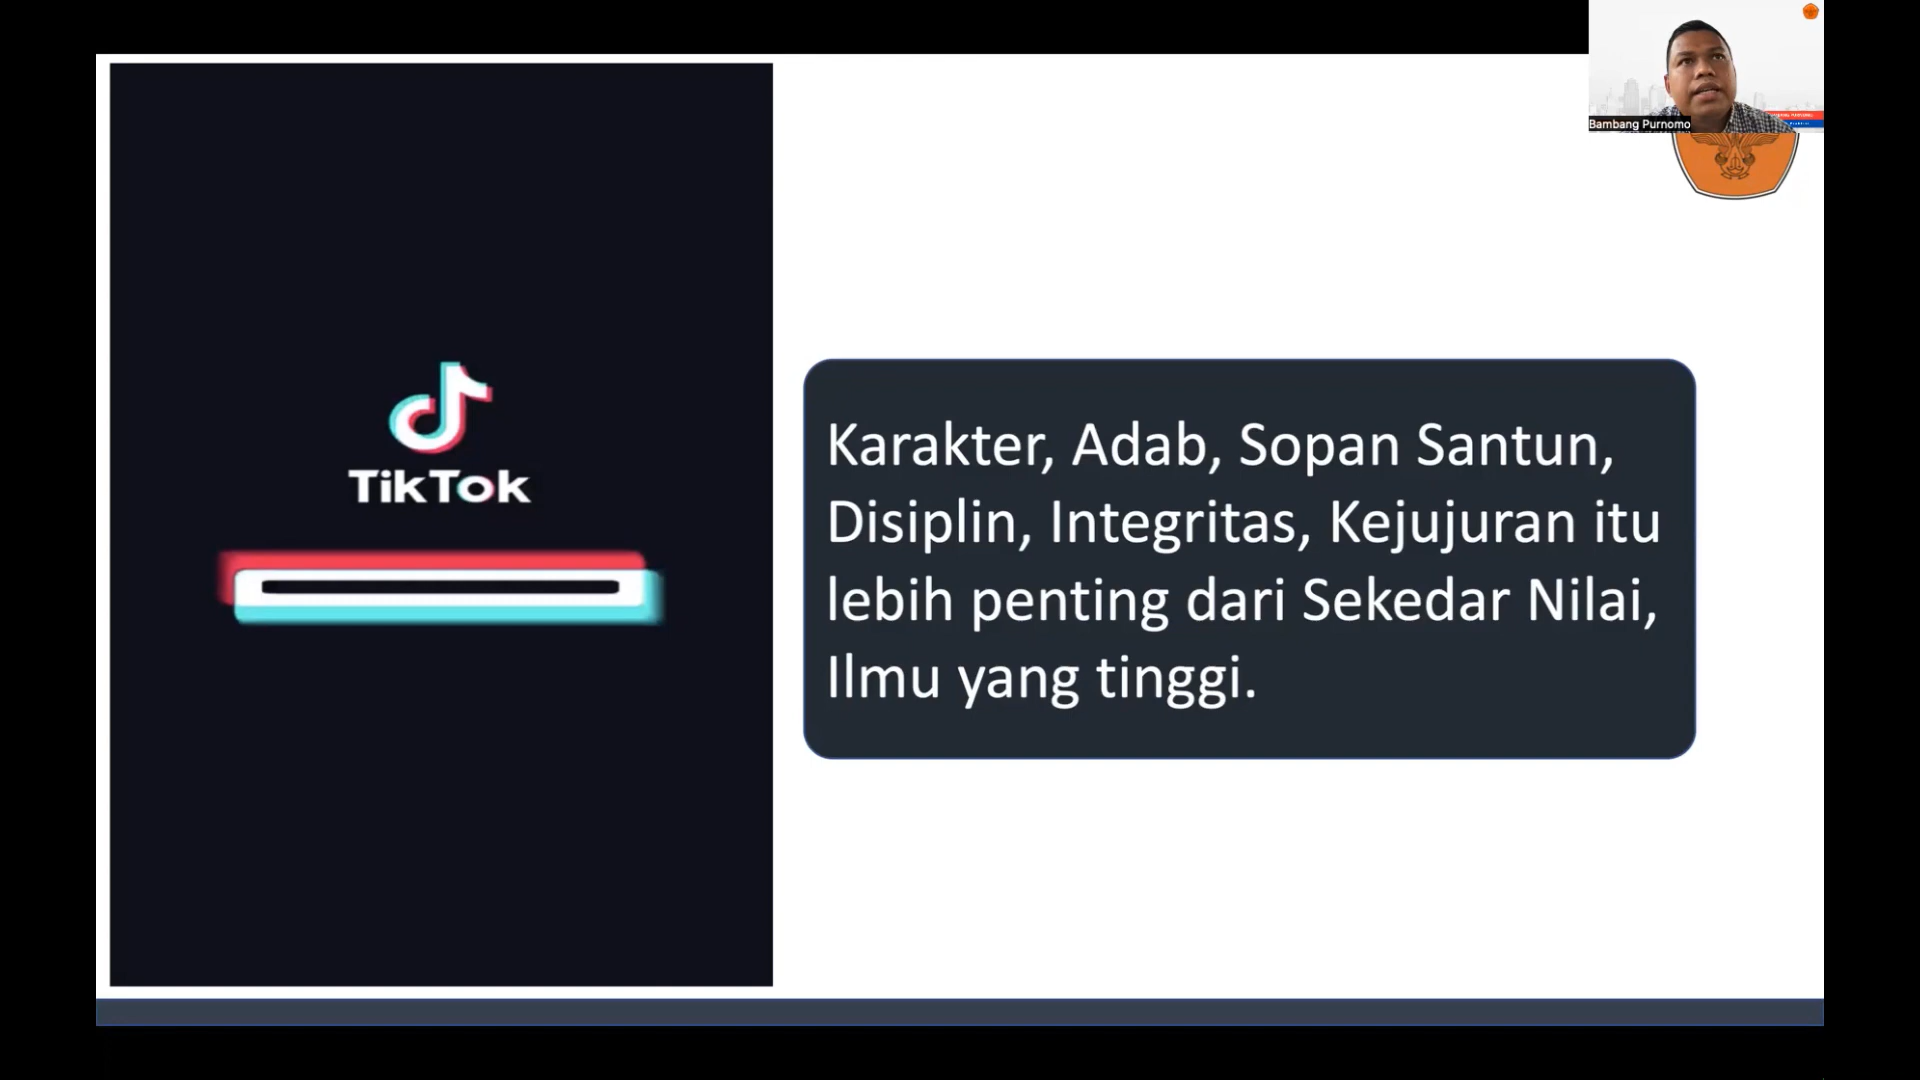 Bambang Purnomo
TikTok
Karakter, Adab, Sopan Santun,
Disiplin, Integritas, Kejujuran itu
lebih penting dari Sekedar Nilai,
Ilmu yang tinggi.